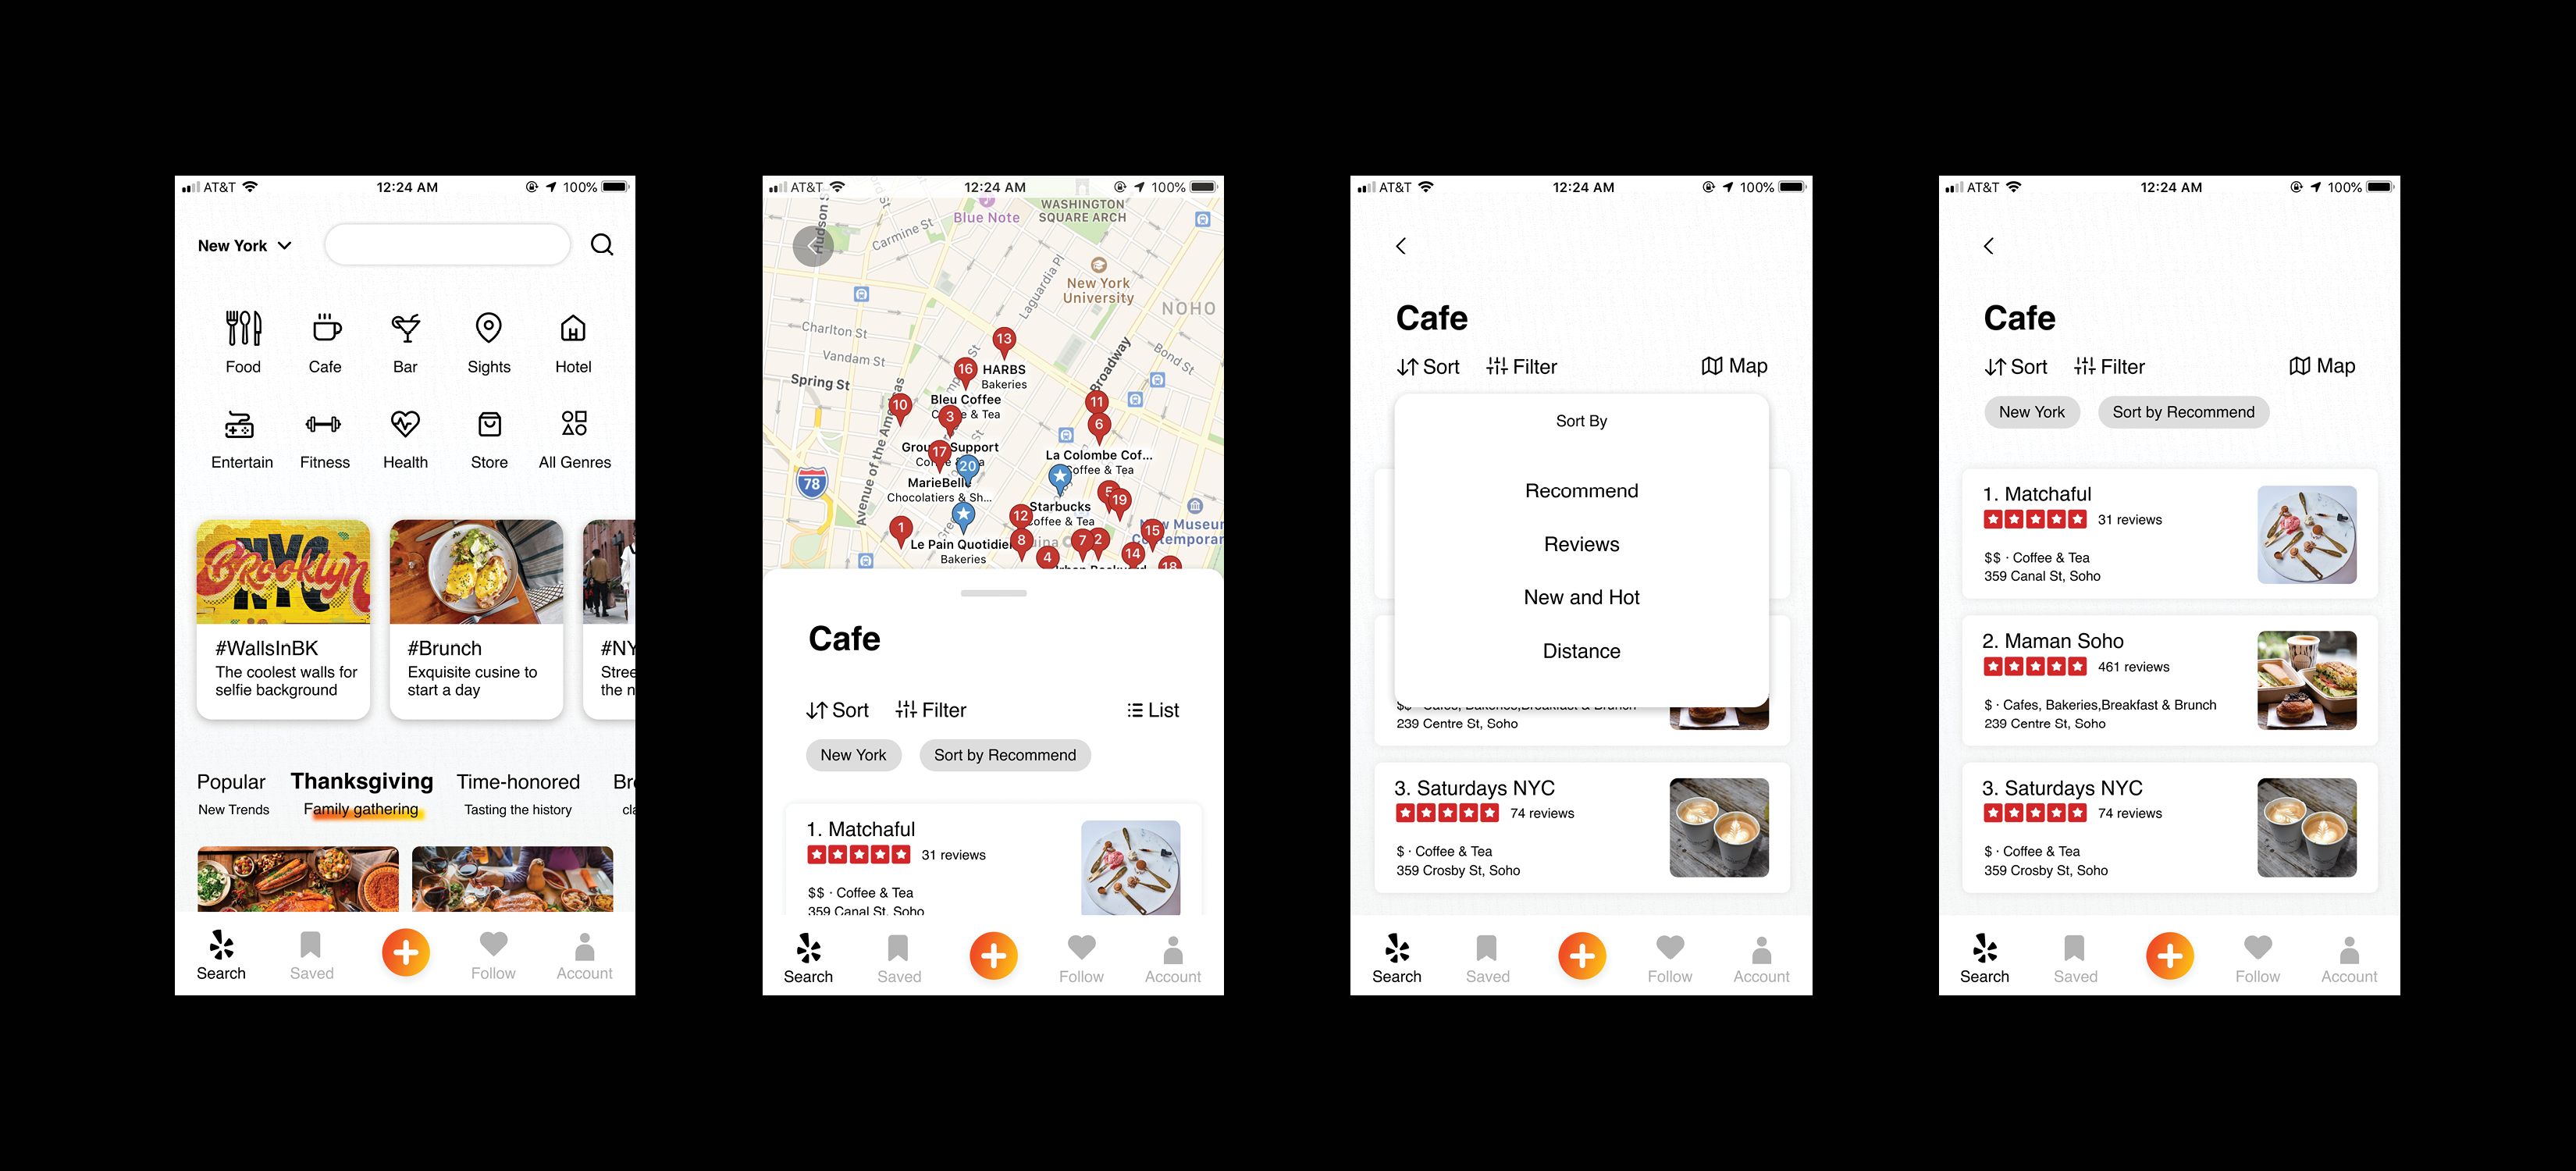 AT&T 12:24 AM 100%
New York
Food Cafe Bar Sights Hotel
Entertain Fitness Health Store All Genres
NYC
Brooklyn
#WallsInBK
The coolest walls for
selfie background
#Brunch
Exquisite cusine to
start a day
#NY
Stree
the n
Popular Thanksgiving Time-honored Bre
New Trends Family gathering Tasting the history cla
Search Saved Follow Account
AT&T 12:24 AM 100%
Hudson S
Blue Note
WASHINGTON
SQUARE ARCH
Carmine St
Laguardia Pl
New York
University
NOHO
Charlton St
Vandam St
Spring St
Broadway
Bond St
13
16
HARBS
Bakeries
10
Bleu Coffee
3
11
6
Avenue of the Americas
17
20
La Colombe Cof...
Coffee & Tea
78
MarieBelle
Chocolatiers & Sh...
5
19
Starbucks
Coffee & Tea
12
1
15
Le Pain Quotidien
Bakeries
8
7
2
4
14
18
Cafe
Sort Filter List
New York Sort by Recommend
1. Matchaful
31 reviews
$$ · Coffee & Tea
359 Canal St, Soho
Search Saved Follow Account
AT&T 12:24 AM 100%
Cafe
Sort Filter Map
Sort By
Recommend
Reviews
New and Hot
Distance
$$ · Cafes, Bakeries,Breakfast & Brunch
239 Centre St, Soho
3. Saturdays NYC
74 reviews
$ · Coffee & Tea
359 Crosby St, Soho
Search Saved Follow Account
AT&T 12:24 AM 100%
Cafe
Sort Filter Map
New York Sort by Recommend
1. Matchaful
31 reviews
$$ · Coffee & Tea
359 Canal St, Soho
2. Maman Soho
461 reviews
$ · Cafes, Bakeries,Breakfast & Brunch
239 Centre St, Soho
3. Saturdays NYC
74 reviews
$ · Coffee & Tea
359 Crosby St, Soho
Search Saved Follow Account